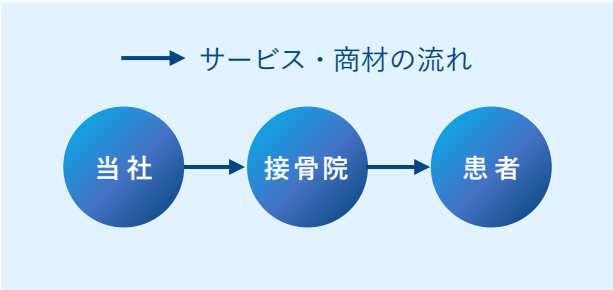 サービス・商材の流れ
当社
接骨院
患者